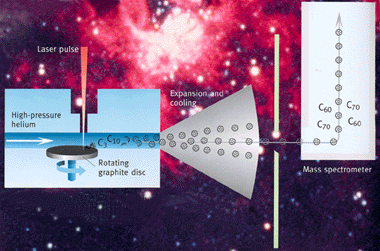 Laser pulse
High-pressure
helium
Rotating
graphite disc
Expansion and
cooling
C₆₀
C₇₀
C₇₀
C₆₀
Mass spectrometer